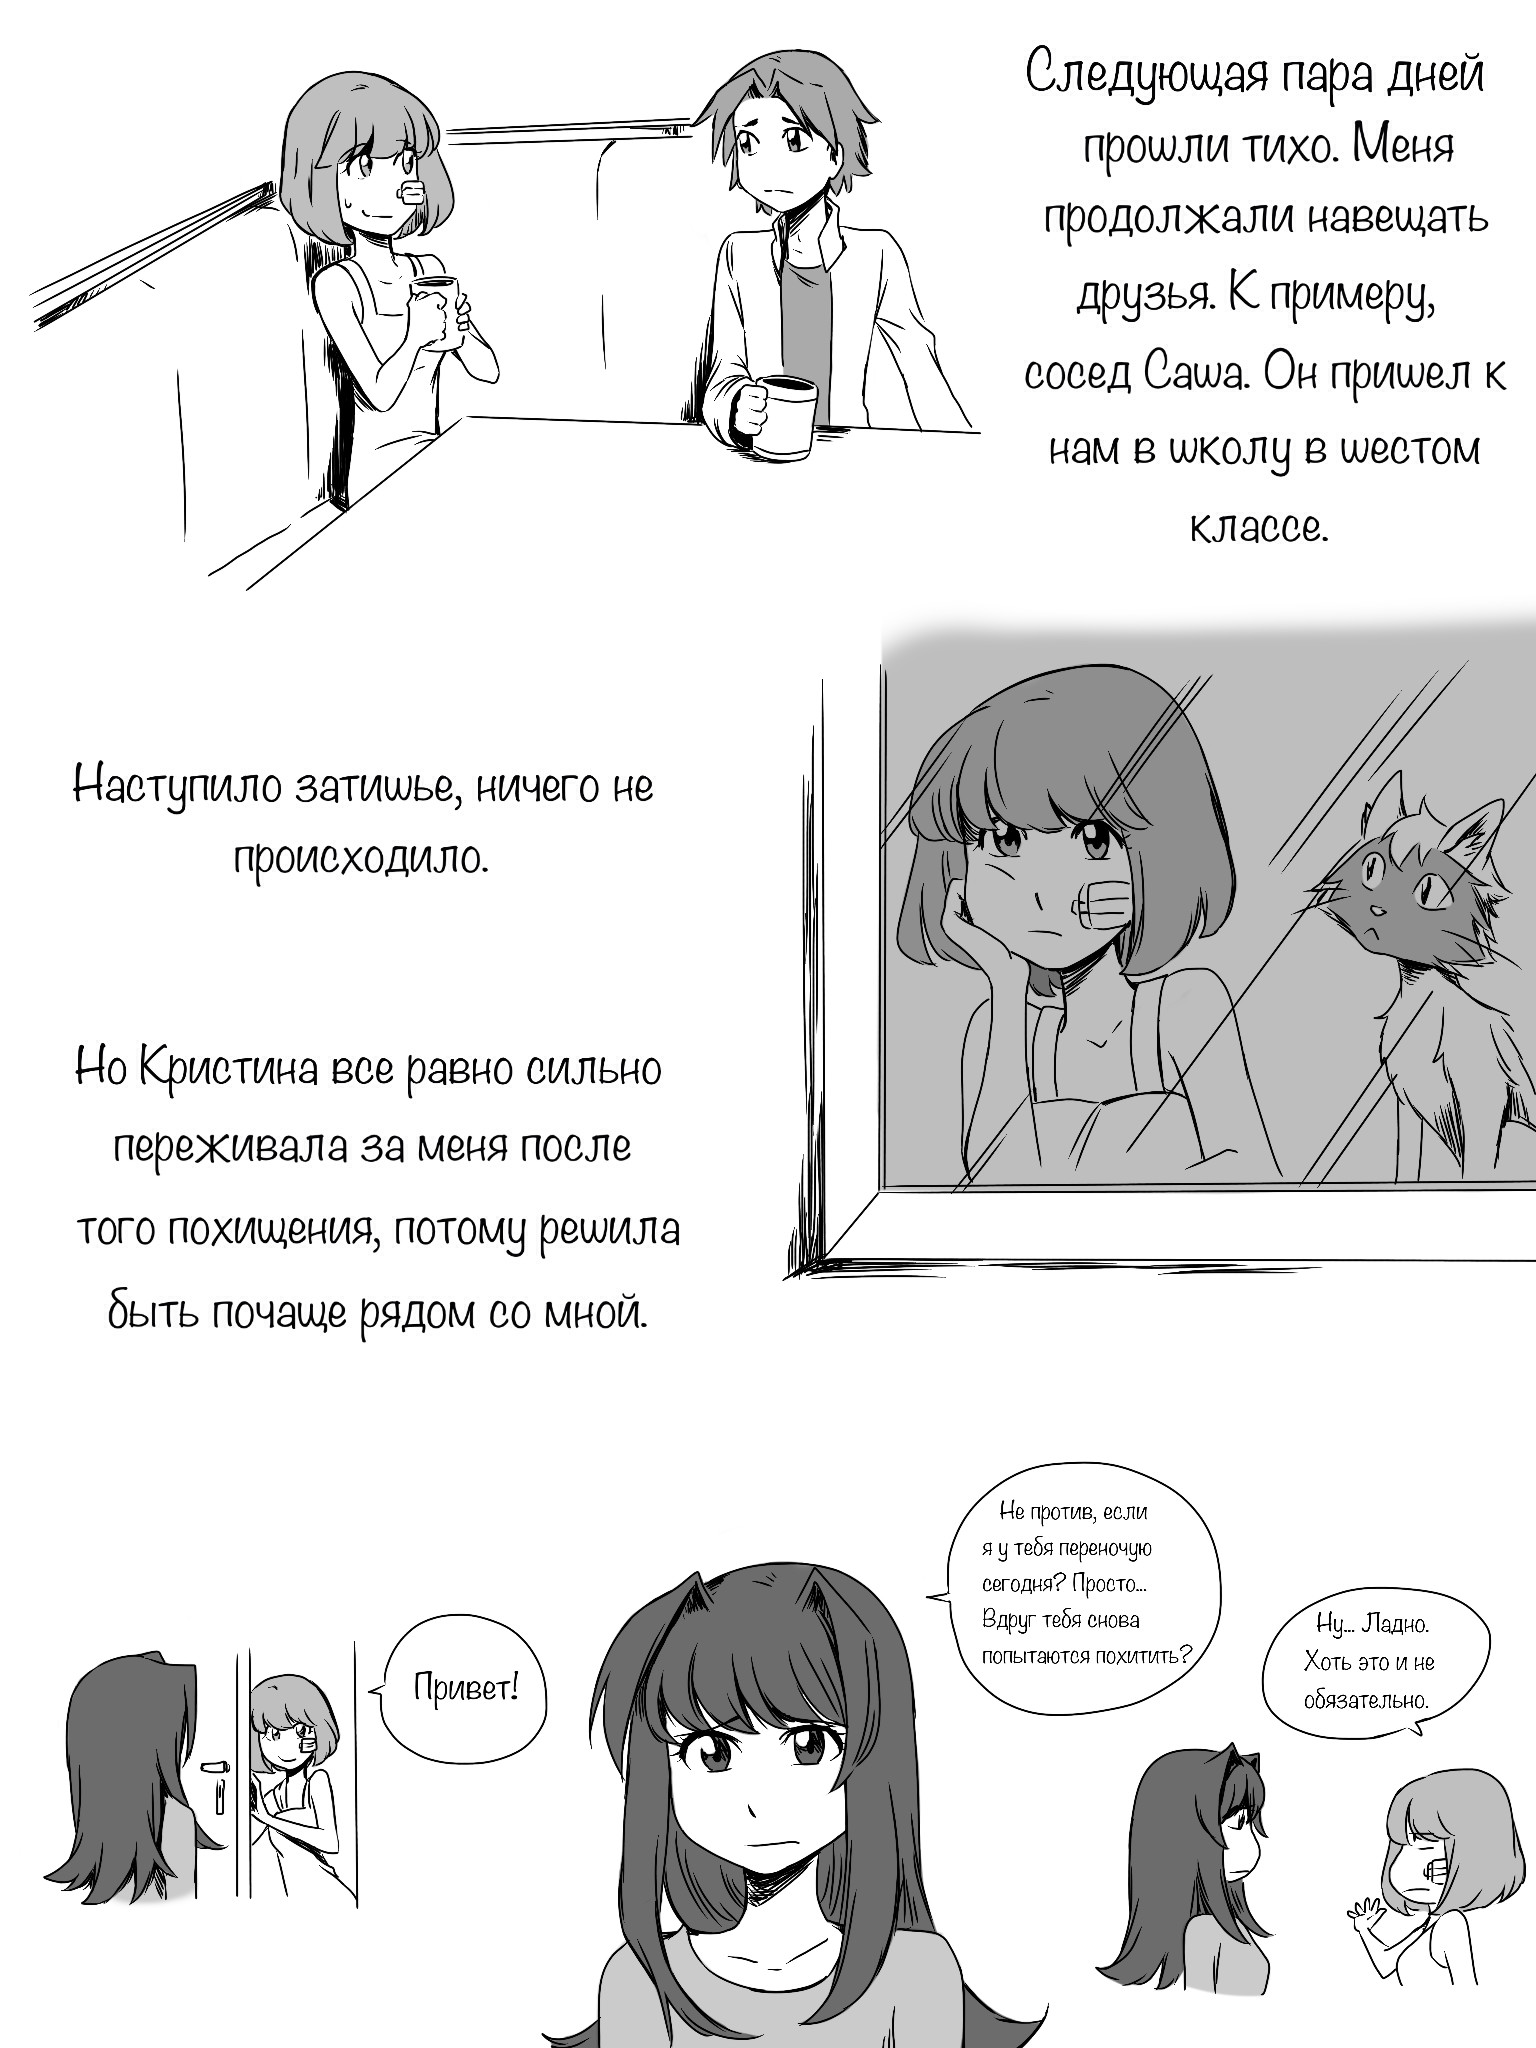 Следующая пара дней
прошли тихо. Меня
продолжали навещать
друзья. К примеру,
сосед Саша. Он пришел к
нам в школу в шестом
классе.
Наступило затишье, ничего не
происходило.
Но Кристина все равно сильно
переживала за меня после
того похищения, потому решила
быть почаще рядом со мной.
Привет!
Не против, если
я у тебя переночую
сегодня? Просто...
Вдруг тебя снова
попытаются похитить?
Ну... Ладно.
Хоть это и не
обязательно.